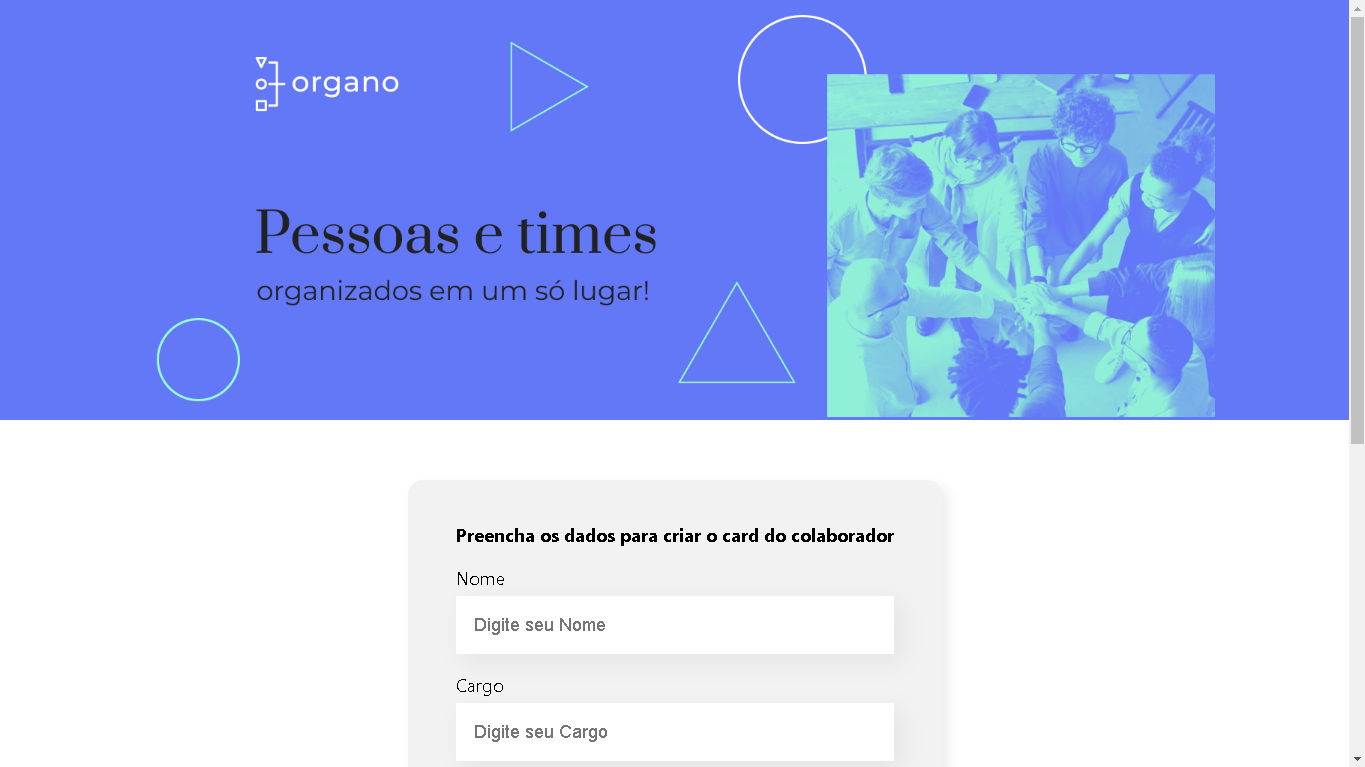 organo
Pessoas e times
organizados em um só lugar!
Preencha os dados para criar o card do colaborador
Nome
Digite seu Nome
Cargo
Digite seu Cargo